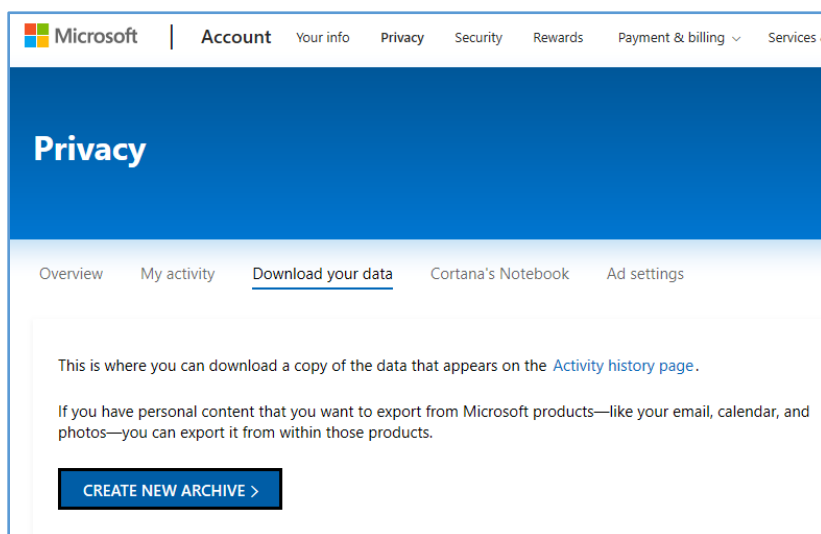 Microsoft | Account Your info Privacy Security Rewards Payment & billing Services
Privacy
Overview My activity Download your data Cortana's Notebook Ad settings
This is where you can download a copy of the data that appears on the Activity history page.
If you have personal content that you want to export from Microsoft products—like your email, calendar, and
photos—you can export it from within those products.
CREATE NEW ARCHIVE >